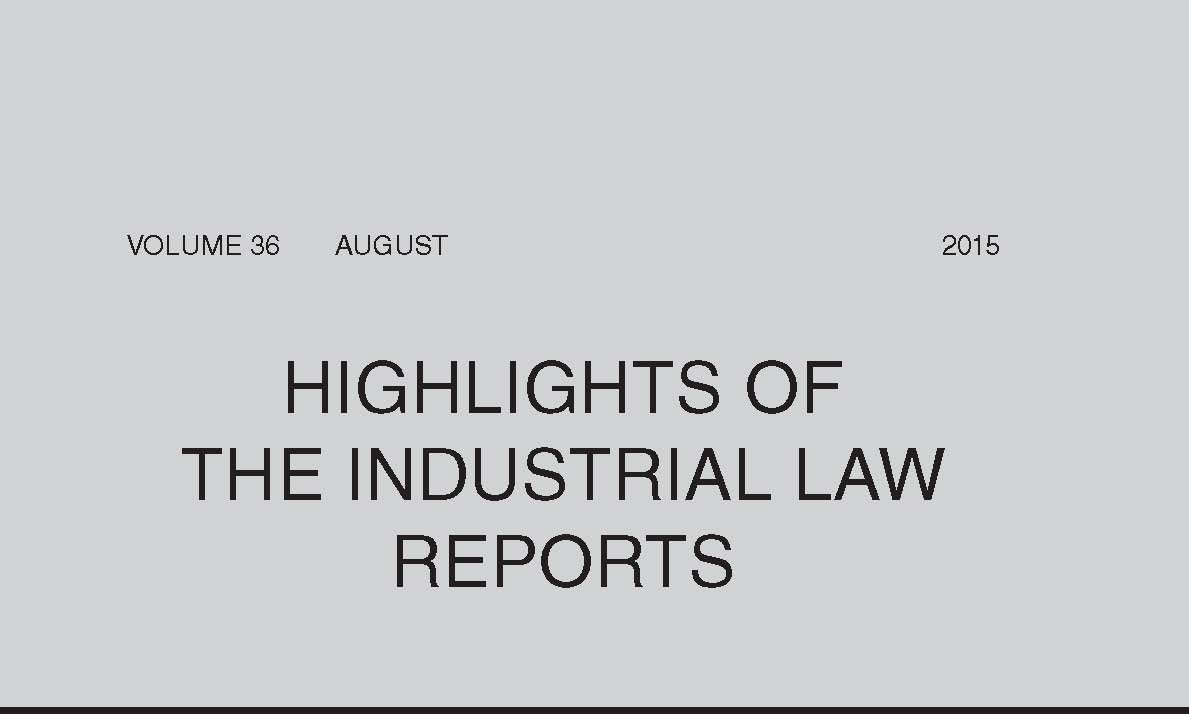 VOLUME 36 AUGUST 2015
HIGHLIGHTS OF
THE INDUSTRIAL LAW
REPORTS